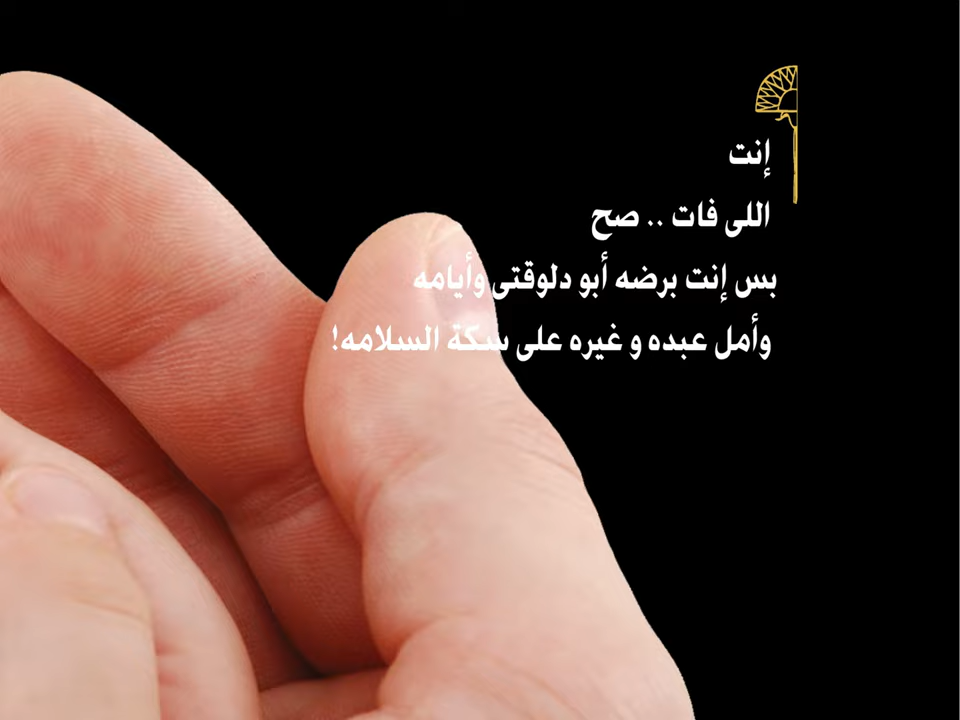 إنت
اللى فات .. صح
بس إنت برضه أبو دلوقتى وأيامه
وأمل عبده و غيره على سكة السلامه!